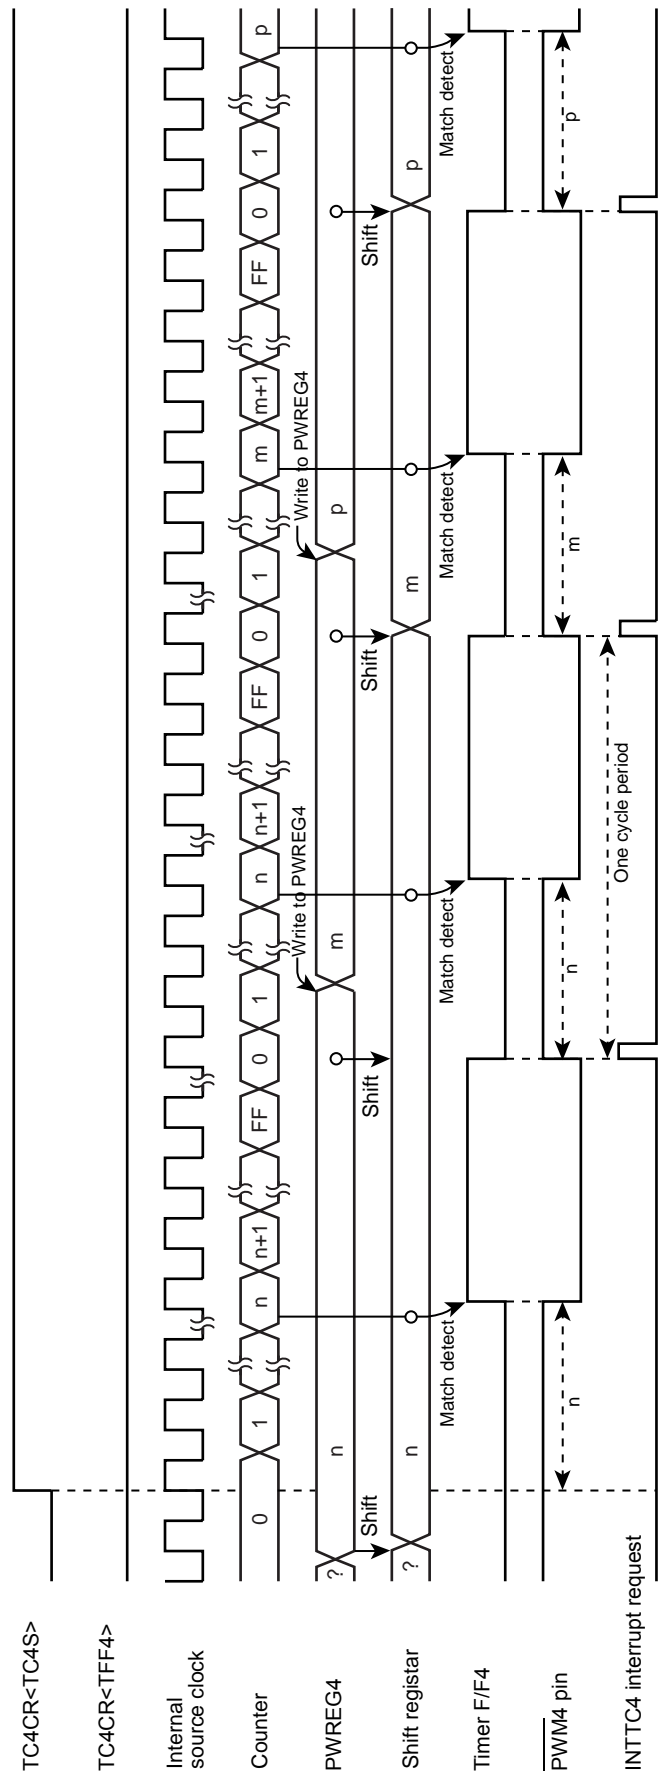 TC4CR<TC4S>
TC4CR<TFF4>
Internal
source clock
Counter
0
1
n
n+1
FF
0
1
n
n+1
FF
0
1
m
m+1
FF
0
1
p
Write to PWREG4
Write to PWREG4
PWREG4
?
n
m
p
Shift
Shift
Shift
Shift
Shift registar
?
n
m
p
Match detect
Match detect
Match detect
Match detect
Timer F/F4
PWM4 pin
n
n
m
p
One cycle period
INTTC4 interrupt request